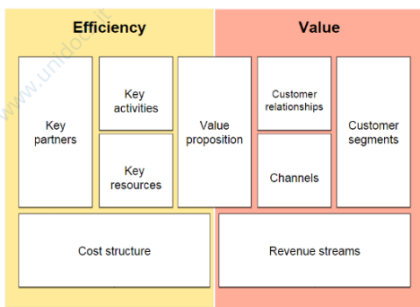 Efficiency
Value
Key
partners
Key
activities
Key
resources
Value
proposition
Customer
relationships
Channels
Customer
segments
Cost structure
Revenue streams